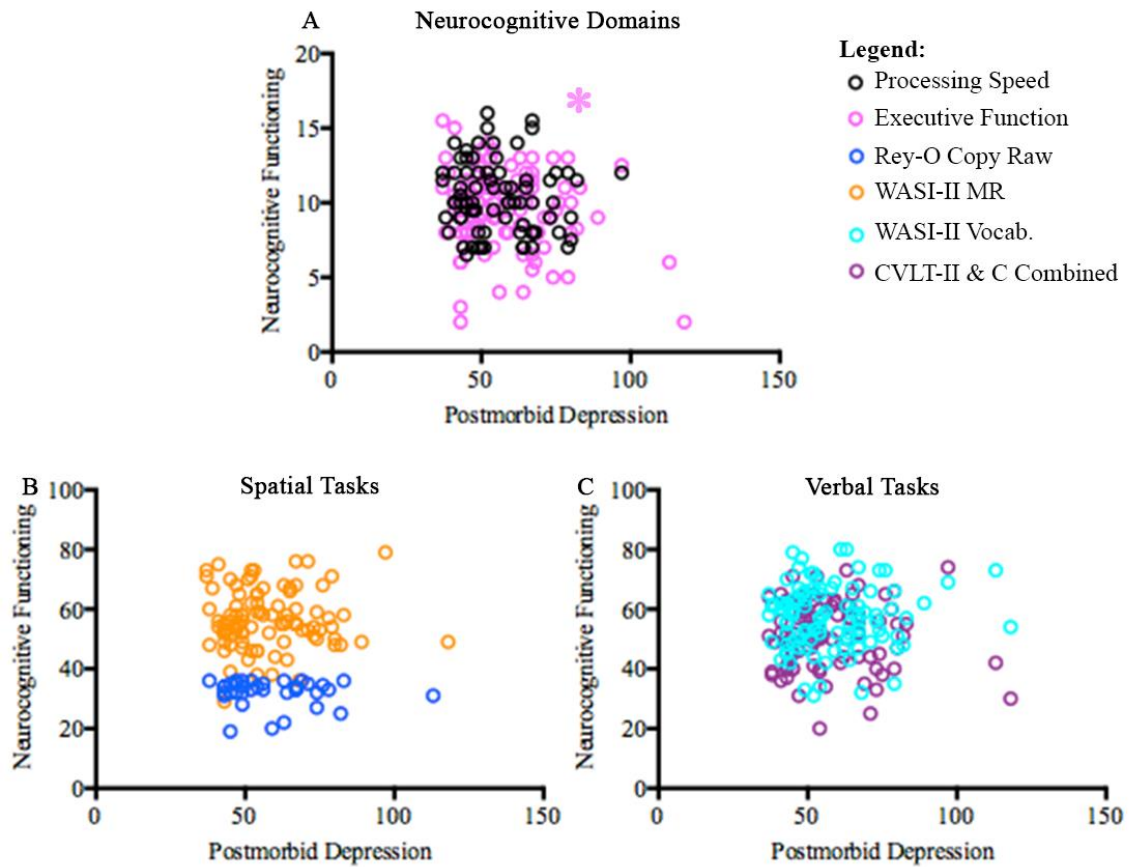 A
Neurocognitive Domains
Neurocognitive Functioning
20
15
10
5
0
0 50 100 150
Postmorbid Depression
Legend:
Processing Speed
Executive Function
Rey-O Copy Raw
WASI-II MR
WASI-II Vocab.
CVLT-II & C Combined
B
Spatial Tasks
Neurocognitive Functioning
100
80
60
40
20
0
0 50 100 150
Postmorbid Depression
C
Verbal Tasks
Neurocognitive Functioning
100
80
60
40
20
0
0 50 100 150
Postmorbid Depression